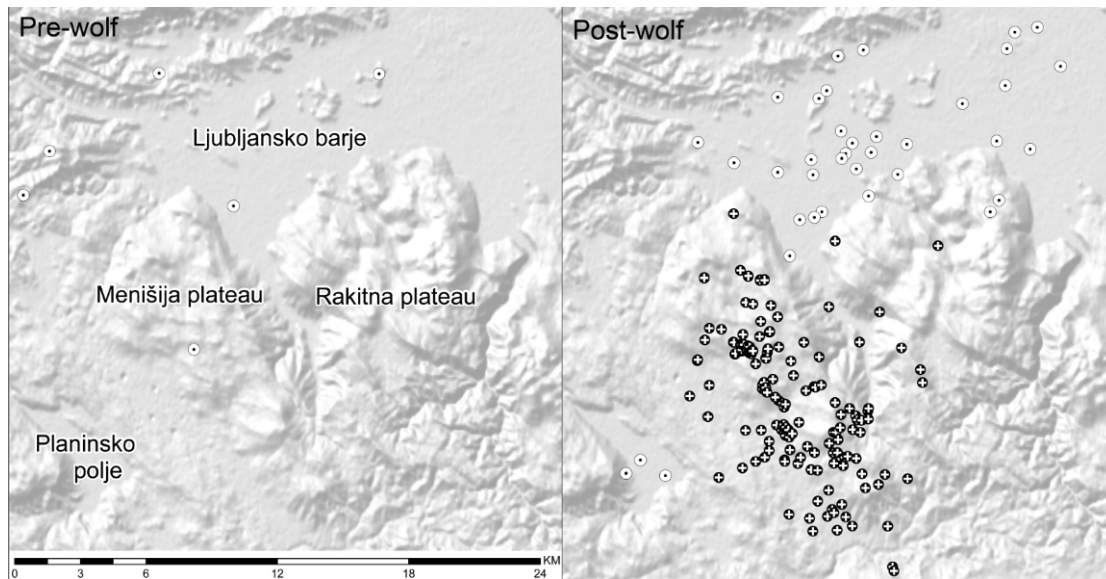 Pre-wolf
Post-wolf
Ljubljansko barje
Menišija plateau
Rakitna plateau
Planinsko
polje
KM
0 3 6 12 18 24